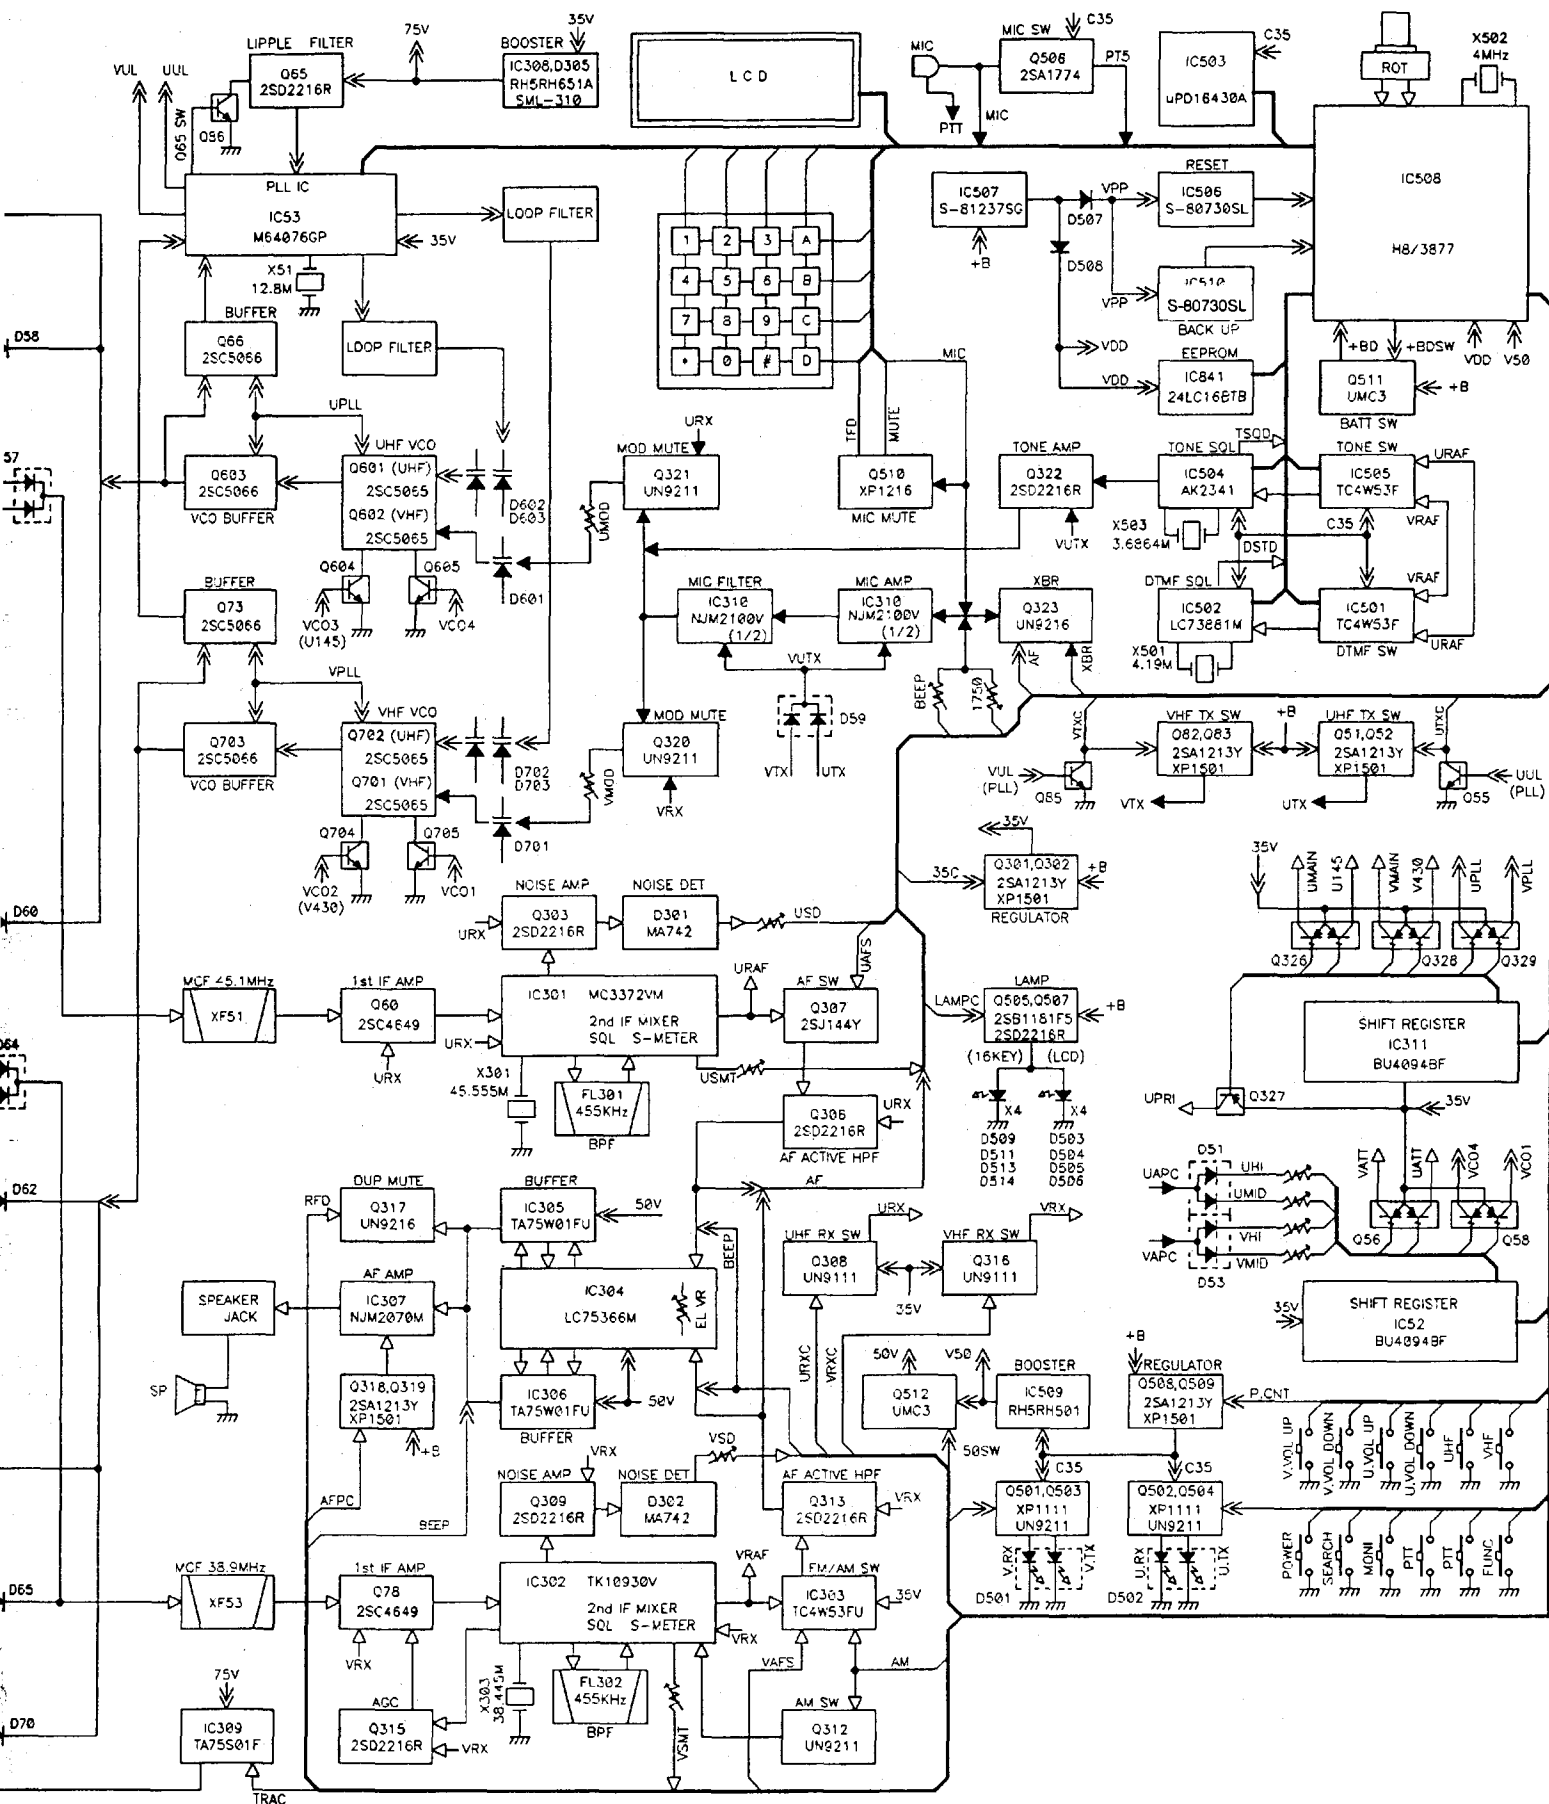 LIPPLE FILTER
Q65
2SD2216R
75V
35V
BOOSTER
IC308,D305
RH5RH651A
SML-310
LCD
MIC
PTT
MIC
MIC SW
C35
Q506
2SA1774
PT5
IC503
uPD16430A
C35
ROT
X502
4MHz
VUL
UUL
Q65 SW
PLL IC
IC53
M64076GP
35V
LOOP FILTER
X51
12.8M
1
2
3
A
4
5
6
B
7
8
9
C
*
0
#
D
IC507
S-81237SG
+B
D507
VPP
D508
RESET
IC506
S-80730SL
IC508
H8/3877
VPP
IC510
S-80730SL
BACK UP
VDD
VDD
EEPROM
IC841
24LC16BTB
+BD
+BDSW
VDD
V50
Q511
UMC3
+B
BATT SW
D58
BUFFER
Q66
2SC5066
LOOP FILTER
UPLL
57
Q603
2SC5066
VCO BUFFER
UHF VCO
Q601 (UHF)
2SC5065
Q602 (VHF)
2SC5065
D602
D603
D601
UMOD
Q604
Q605
VCO3
(U145)
VCO4
URX
MOD MUTE
Q321
UN9211
TFD
MUTE
MIC
Q510
XP1216
MIC MUTE
TONE AMP
Q322
2SD2216R
VUTX
TONE SQL
TSQD
IC504
AK2341
X503
3.6864M
TONE SW
IC505
TC4W53F
URAF
VRAF
C35
DSTD
DTMF SQL
IC502
LC73881M
X501
4.19M
IC501
TC4W53F
DTMF SW
VRAF
URAF
BUFFER
Q73
2SC5066
VPLL
MIC FILTER
IC310
NJM2100V
(1/2)
MIC AMP
IC310
NJM2100V
(1/2)
XBR
Q323
UN9216
AF
XBR
VUTX
D59
VTX
UTX
BEEP
1750
Q703
2SC5066
VCO BUFFER
VHF VCO
Q702 (UHF)
2SC5065
Q701 (VHF)
2SC5065
D702
D703
D701
VMOD
Q704
Q705
VCO2
(V430)
VCO1
MOD MUTE
Q320
UN9211
VRX
VTXC
VHF TX SW
Q82,Q83
2SA1213Y
XP1501
+B
UHF TX SW
Q51,Q52
2SA1213Y
XP1501
UTXC
VUL
(PLL)
Q85
VTX
UTX
Q55
UUL
(PLL)
35V
35C
Q301,Q302
2SA1213Y
XP1501
REGULATOR
+B
35V
UMAIN
U145
VMAIN
V430
UPLL
VPLL
Q326
Q328
Q329
D60
NOISE AMP
Q303
2SD2216R
URX
NOISE DET
D301
MA742
USD
UAFS
MCF 45.1MHz
XF51
1st IF AMP
Q60
2SC4649
URX
IC301 MC3372VM
2nd IF MIXER
SQL S-METER
URX
X301
45.555M
FL301
455KHz
BPF
URAF
USMT
AF SW
Q307
2SJ144Y
Q306
2SD2216R
URX
AF ACTIVE HPF
LAMPC
LAMP
Q505,Q507
2SB1181F5
2SD2216R
+B
(16KEY)
(LCD)
X4
X4
D509
D511
D513
D514
D503
D504
D505
D506
SHIFT REGISTER
IC311
BU4094BF
UPRI
Q327
35V
D64
D62
RFD
DUP MUTE
Q317
UN9216
BUFFER
IC305
TA75W01FU
50V
AF
BEEP
UAPC
VAPC
D51
D53
UHI
UMID
VHI
VMID
VATT
UATT
VCO4
VCO1
Q56
Q58
UHF RX SW
Q308
UN9111
URX
VHF RX SW
Q316
UN9111
VRX
35V
SPEAKER
JACK
SP
AF AMP
IC307
NJM2070M
IC304
LC75366M
EL VR
Q318,Q319
2SA1213Y
XP1501
+B
IC306
TA75W01FU
BUFFER
50V
URXC
VRXC
50V
Q512
UMC3
V50
BOOSTER
IC509
RH5RH501
+B
REGULATOR
Q508,Q509
2SA1213Y
XP1501
P.CNT
35V
SHIFT REGISTER
IC52
BU4094BF
V.VOL UP
V.VOL DOWN
U.VOL UP
U.VOL DOWN
UHF
VHF
AFPC
BEEP
NOISE AMP
VRX
Q309
2SD2216R
NOISE DET
D302
MA742
VSD
AF ACTIVE HPF
Q313
2SD2216R
VRX
50SW
C35
Q501,Q503
XP1111
UN9211
V.RX
V.TX
D501
C35
Q502,Q504
XP1111
UN9211
U.RX
U.TX
D502
POWER
SEARCH
MONI
PTT
PTT
FUNC
D65
MCF 38.9MHz
XF53
1st IF AMP
Q78
2SC4649
VRX
IC302 TK10930V
2nd IF MIXER
SQL S-METER
VRX
VRAF
FM/AM SW
IC303
TC4W53FU
35V
X303
38.445M
FL302
455KHz
BPF
VSMT
VAFS
AM
AM SW
Q312
UN9211
D70
75V
IC309
TA75S01F
TRAC
AGC
Q315
2SD2216R
VRX